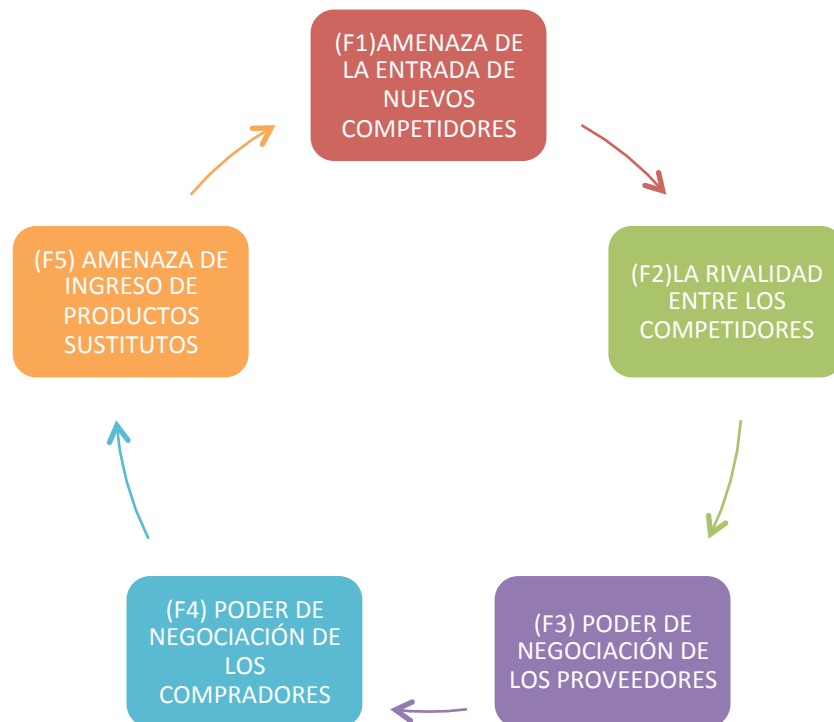 (F1)AMENAZA DE
LA ENTRADA DE
NUEVOS
COMPETIDORES
(F2)LA RIVALIDAD
ENTRE LOS
COMPETIDORES
(F3) PODER DE
NEGOCIACIÓN DE
LOS PROVEEDORES
(F4) PODER DE
NEGOCIACIÓN DE
LOS
COMPRADORES
(F5) AMENAZA DE
INGRESO DE
PRODUCTOS
SUSTITUTOS